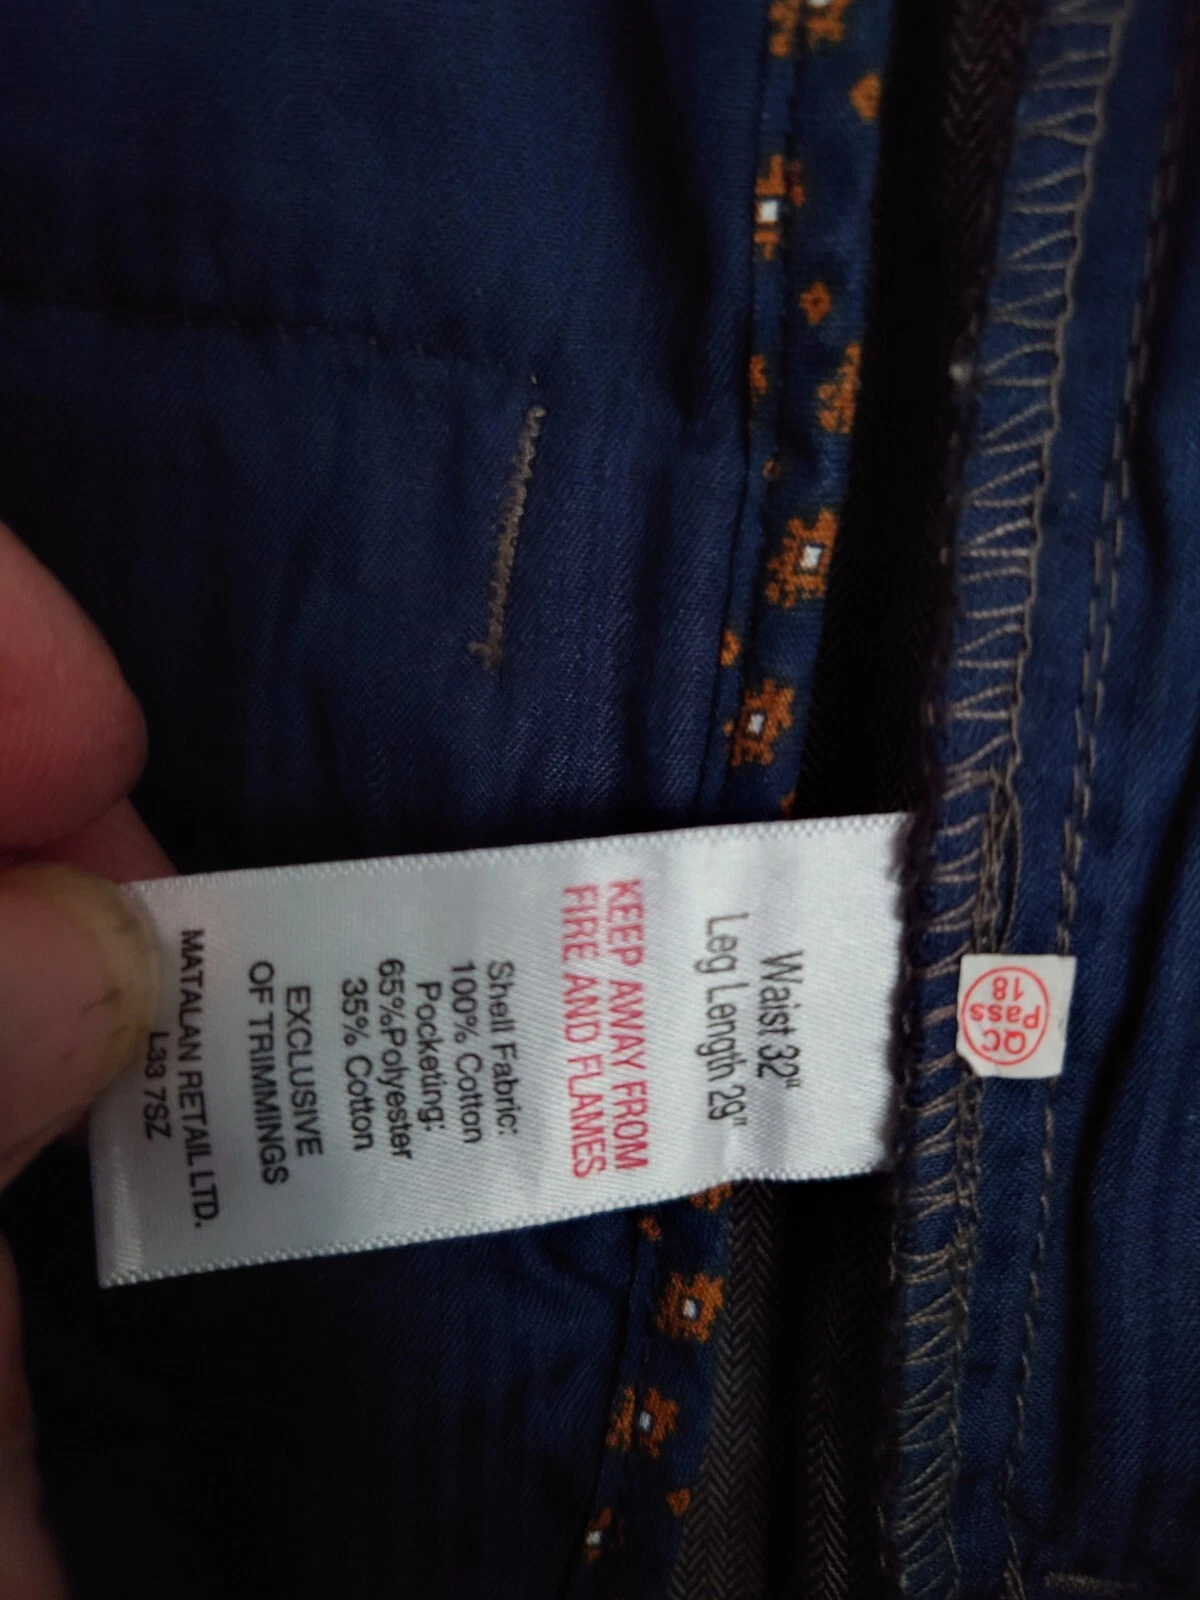 Waist 32"
Leg Length 29"
KEEP AWAY FROM
FIRE AND FLAMES
Shell Fabric:
100% Cotton
Pocketing:
65%Polyester
35% Cotton
EXCLUSIVE
OF TRIMMINGS
MATALAN RETAIL LTD.
L33 7SZ
QC
Pass
18